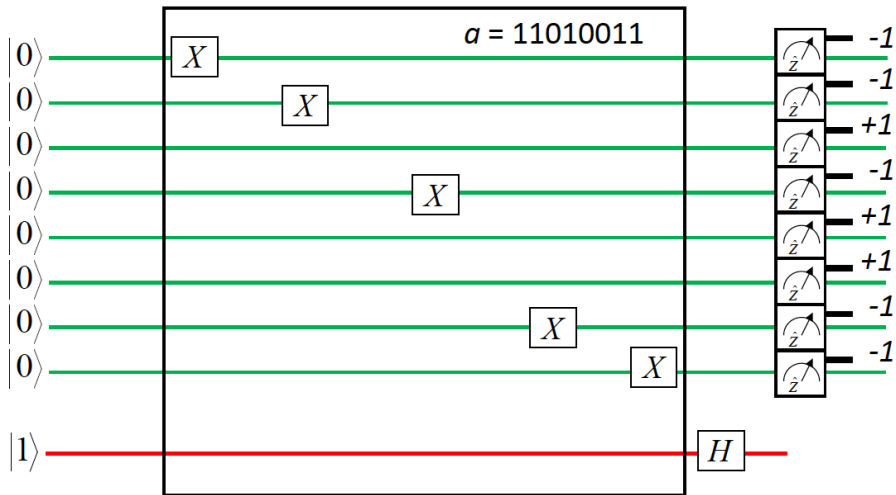 a = 11010011
|0⟩ X ẑ -1
|0⟩ X ẑ -1
|0⟩ ẑ +1
|0⟩ X ẑ -1
|0⟩ ẑ +1
|0⟩ ẑ +1
|0⟩ X ẑ -1
|0⟩ X ẑ -1
|1⟩ H